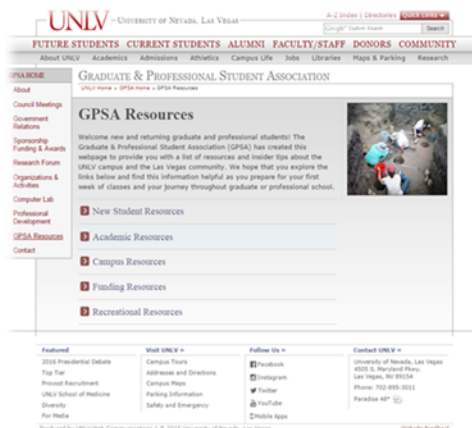 UNLV UNIVERSITY OF NEVADA, LAS VEGAS
A-Z Index | Directories Quick Links
Google Custom Search Search
FUTURE STUDENTS CURRENT STUDENTS ALUMNI FACULTY/STAFF DONORS COMMUNITY
About UNLV Academics Admissions Athletics Campus Life Jobs Libraries Maps & Parking Research
GPSA HOME
About
Council Meetings
Government
Relations
Sponsorship
Funding & Awards
Research Forum
Organizations &
Activities
Computer Lab
Professional
Development
GPSA Resources
Contact
GRADUATE & PROFESSIONAL STUDENT ASSOCIATION
UNLV Home » GPSA Home » GPSA Resources
GPSA Resources
Welcome new and returning graduate and professional students! The
Graduate & Professional Student Association (GPSA) has created this
webpage to provide you with a list of resources and insider tips about the
UNLV campus and the Las Vegas community. We hope that you explore the
links below and find this information helpful as you prepare for your first
week of classes and your journey throughout graduate or professional school.
New Student Resources
Academic Resources
Campus Resources
Funding Resources
Recreational Resources
Featured
2016 Presidential Debate
Top Tier
Provost Recruitment
UNLV School of Medicine
Diversity
For Media
Visit UNLV »
Campus Tours
Addresses and Directions
Campus Maps
Parking Information
Safety and Emergency
Follow Us »
Facebook
Instagram
Twitter
YouTube
Mobile Apps
Contact UNLV »
University of Nevada, Las Vegas
4505 S. Maryland Pkwy.
Las Vegas, NV 89154
Phone: 702-895-3011
Paradise 48°